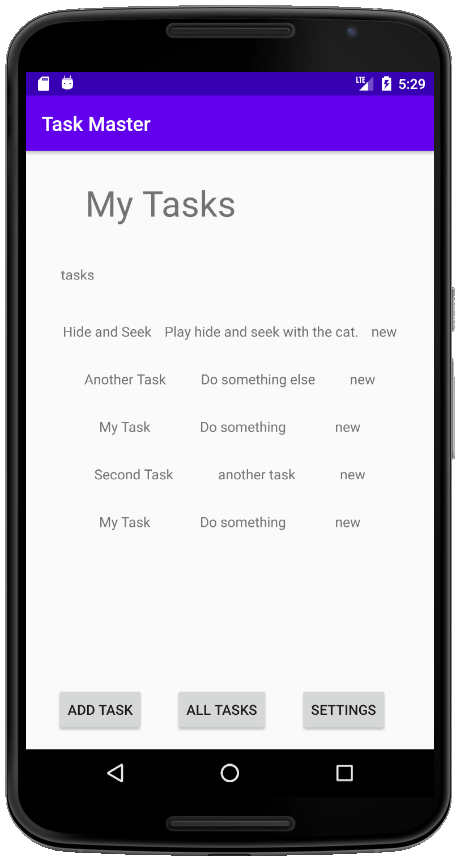 LTE 5:29
Task Master
My Tasks
tasks
Hide and Seek Play hide and seek with the cat. new
Another Task Do something else new
My Task Do something new
Second Task another task new
My Task Do something new
ADD TASK ALL TASKS SETTINGS